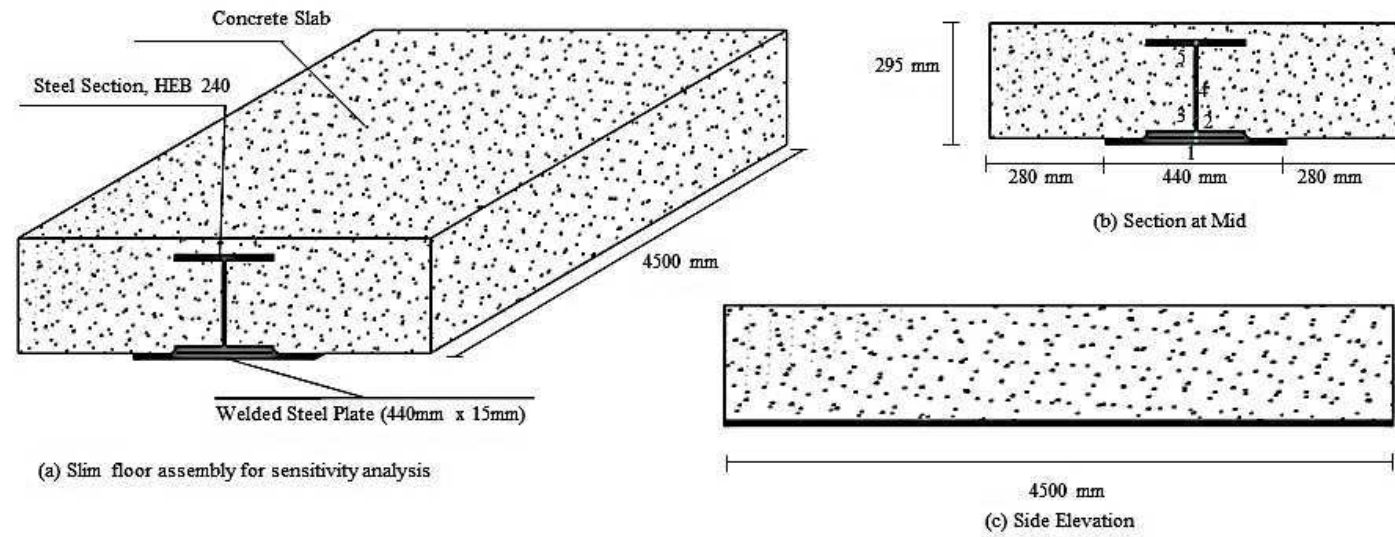 Concrete Slab
Steel Section, HEB 240
4500 mm
Welded Steel Plate (440mm x 15mm)
(a) Slim floor assembly for sensitivity analysis
295 mm
5
4
3
2
1
280 mm
440 mm
280 mm
(b) Section at Mid
4500 mm
(c) Side Elevation